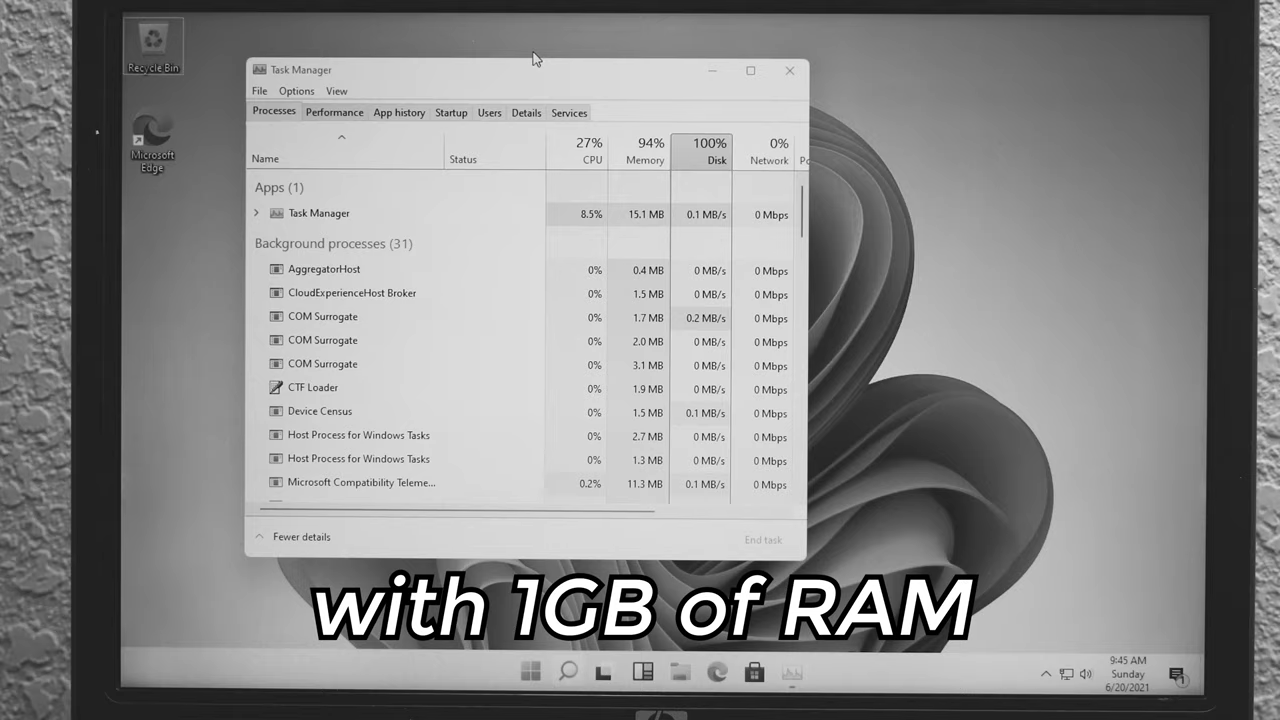 Recycle Bin
Microsoft
Edge
Task Manager
File Options View
Processes Performance App history Startup Users Details Services
27% 94% 100% 0%
Name Status CPU Memory Disk Network
Apps (1)
Task Manager 8.5% 15.1 MB 0.1 MB/s 0 Mbps
Background processes (31)
AggregatorHost 0% 0.4 MB 0 MB/s 0 Mbps
CloudExperienceHost Broker 0% 1.5 MB 0 MB/s 0 Mbps
COM Surrogate 0% 1.7 MB 0.2 MB/s 0 Mbps
COM Surrogate 0% 2.0 MB 0 MB/s 0 Mbps
COM Surrogate 0% 3.1 MB 0 MB/s 0 Mbps
CTF Loader 0% 1.9 MB 0 MB/s 0 Mbps
Device Census 0% 1.5 MB 0.1 MB/s 0 Mbps
Host Process for Windows Tasks 0% 2.7 MB 0 MB/s 0 Mbps
Host Process for Windows Tasks 0% 1.3 MB 0 MB/s 0 Mbps
Microsoft Compatibility Teleme... 0.2% 11.3 MB 0.1 MB/s 0 Mbps
Fewer details End task
with 1GB of RAM
9:45 AM
Sunday
6/20/2021
1
hp